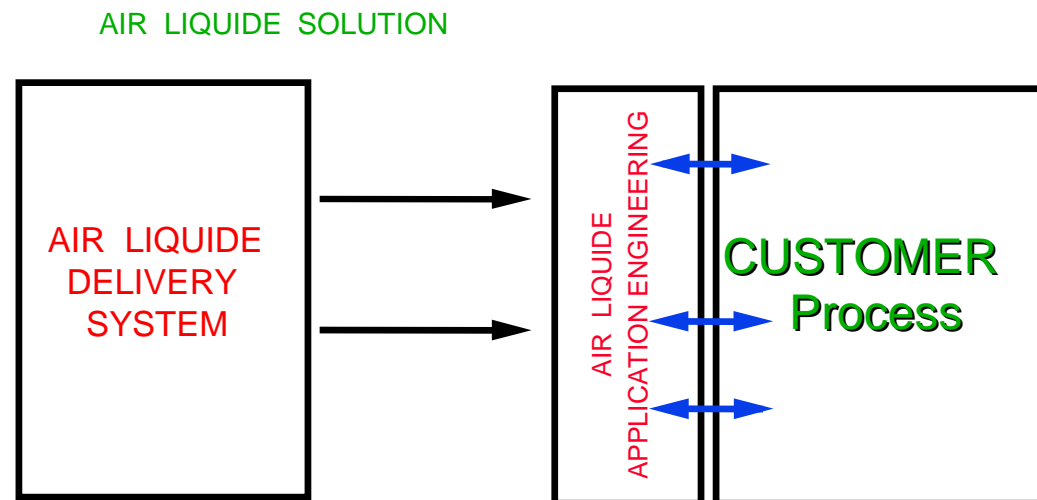 AIR LIQUIDE SOLUTION
AIR LIQUIDE
DELIVERY
SYSTEM
AIR LIQUIDE
APPLICATION ENGINEERING
CUSTOMER
Process